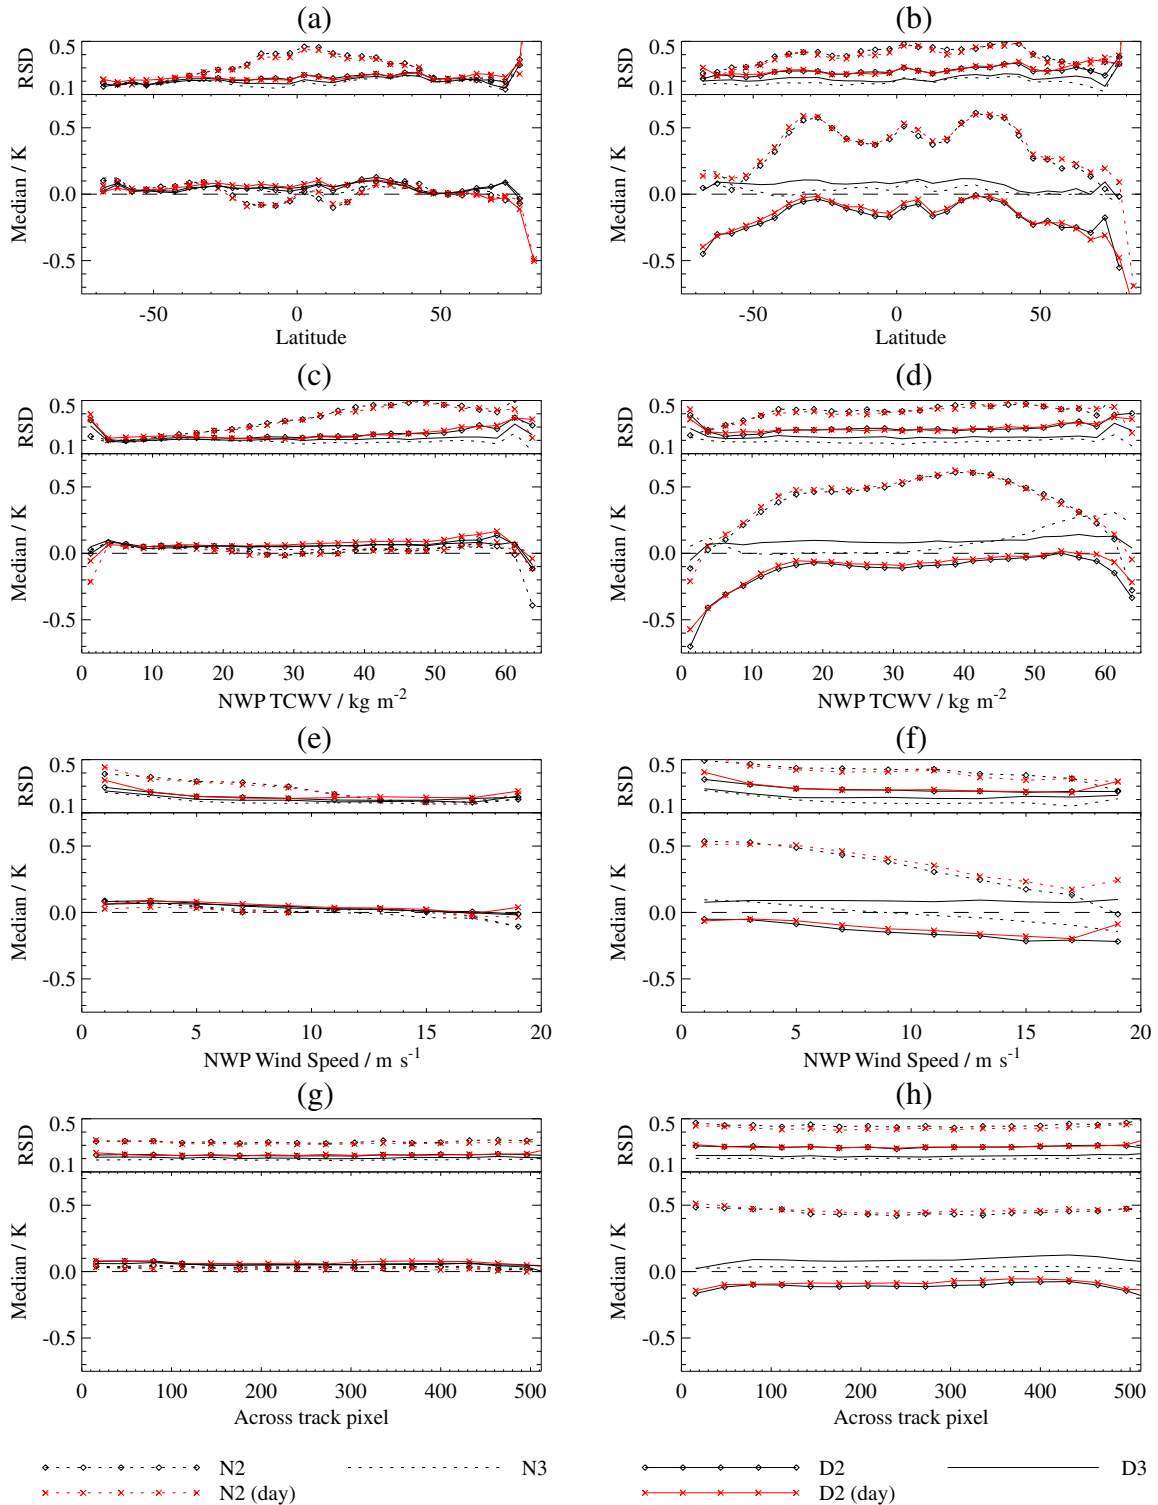 (a)
(b)
RSD
0.5
0.1
RSD
0.5
0.1
Median / K
0.5
0.0
-0.5
Median / K
0.5
0.0
-0.5
-50 0 50
Latitude
-50 0 50
Latitude
(c)
(d)
RSD
0.5
0.1
RSD
0.5
0.1
Median / K
0.5
0.0
-0.5
Median / K
0.5
0.0
-0.5
0 10 20 30 40 50 60
NWP TCWV / kg m-2
0 10 20 30 40 50 60
NWP TCWV / kg m-2
(e)
(f)
RSD
0.5
0.1
RSD
0.5
0.1
Median / K
0.5
0.0
-0.5
Median / K
0.5
0.0
-0.5
0 5 10 15 20
NWP Wind Speed / m s-1
0 5 10 15 20
NWP Wind Speed / m s-1
(g)
(h)
RSD
0.5
0.1
RSD
0.5
0.1
Median / K
0.5
0.0
-0.5
Median / K
0.5
0.0
-0.5
0 100 200 300 400 500
Across track pixel
0 100 200 300 400 500
Across track pixel
N2
N3
D2
D3
N2 (day)
D2 (day)